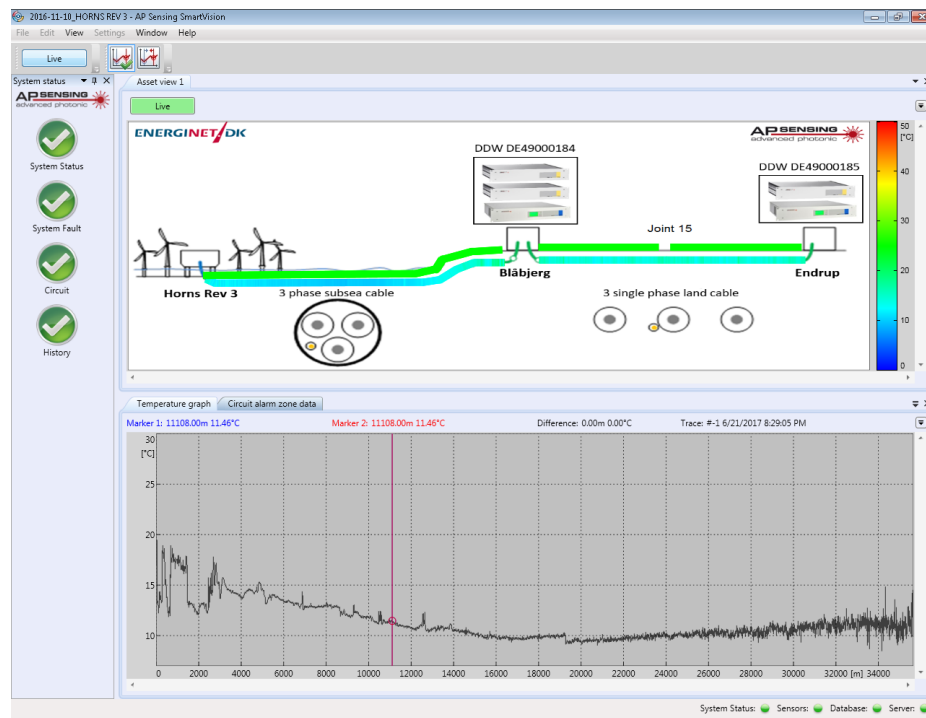 2016-11-10_HORNS REV 3 - AP Sensing SmartVision
File Edit View Settings Window Help
Live
System status
Asset view 1
AP SENSING
advanced photonic
Live
System Status
System Fault
Circuit
History
ENERGINET/DK
AP SENSING
advanced photonic
DDW DE49000184
DDW DE49000185
Joint 15
Blåbjerg
Endrup
Horns Rev 3
3 phase subsea cable
3 single phase land cable
50
[°C]
40
30
20
10
0
Temperature graph Circuit alarm zone data
Marker 1: 11108.00m 11.46°C Marker 2: 11108.00m 11.46°C Difference: 0.00m 0.00°C Trace: #-1 6/21/2017 8:29:05 PM
30
[°C]
25
20
15
10
0 2000 4000 6000 8000 10000 12000 14000 16000 18000 20000 22000 24000 26000 28000 30000 32000 [m] 34000
System Status: Sensors: Database: Server: